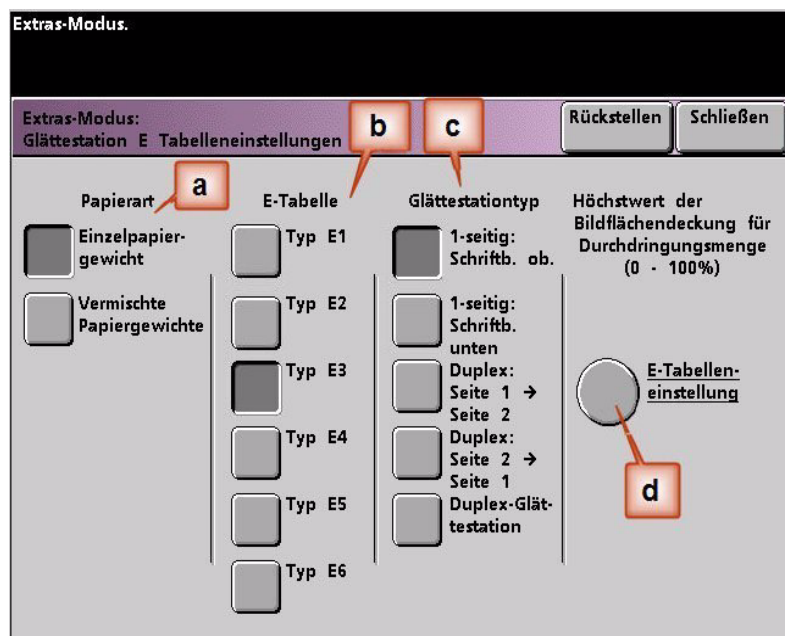 Extras-Modus.
Extras-Modus:
Glättestation E Tabelleneinstellungen
Rückstellen
Schließen
a
b
c
Papierart
Einzelpapier-
gewicht
Vermischte
Papiergewichte
E-Tabelle
Typ E1
Typ E2
Typ E3
Typ E4
Typ E5
Typ E6
Glättestationtyp
1-seitig:
Schriftb. ob.
1-seitig:
Schriftb.
unten
Duplex:
Seite 1 →
Seite 2
Duplex:
Seite 2 →
Seite 1
Duplex-Glät-
testation
Höchstwert der
Bildflächendeckung für
Durchdringungsmenge
(0 - 100%)
E-Tabellen-
einstellung
d